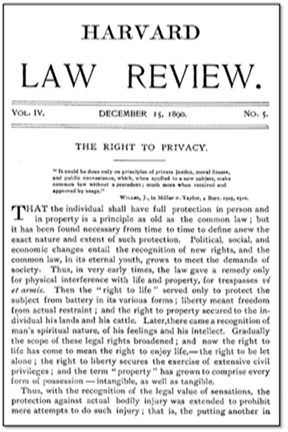 HARVARD
LAW REVIEW.
VOL. IV. DECEMBER 15, 1890. NO. 5.
THE RIGHT TO PRIVACY.
"It could be done only on principles of private justice, moral fitness,
and public convenience, which, when applied to a new subject, make
common law without a precedent; much more when received and
approved by usage."
WILLES, J., in Millar v. Taylor, 4 Burr. 2303, 2312.
THAT the individual shall have full protection in person and
in property is a principle as old as the common law; but
it has been found necessary from time to time to define anew the
exact nature and extent of such protection. Political, social, and
economic changes entail the recognition of new rights, and the
common law, in its eternal youth, grows to meet the demands of
society. Thus, in very early times, the law gave a remedy only
for physical interference with life and property, for trespasses vi
et armis. Then the "right to life" served only to protect the
subject from battery in its various forms; liberty meant freedom
from actual restraint; and the right to property secured to the in-
dividual his lands and his cattle. Later, there came a recognition of
man's spiritual nature, of his feelings and his intellect. Gradually
the scope of these legal rights broadened; and now the right to
life has come to mean the right to enjoy life,—the right to be let
alone; the right to liberty secures the exercise of extensive civil
privileges; and the term "property" has grown to comprise every
form of possession—intangible, as well as tangible.
Thus, with the recognition of the legal value of sensations, the
protection against actual bodily injury was extended to prohibit
mere attempts to do such injury; that is, the putting another in